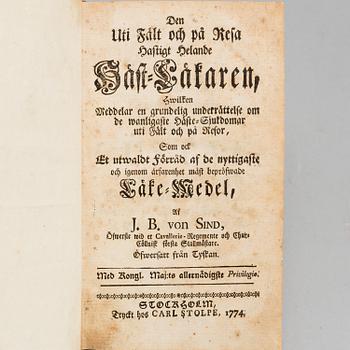 Den
Uti Fält och på Resa
Hastigt Helande
Häst-Läkaren,
Hwilken
Meddelar en grundelig underrättelse om
de wanligaste Häste-Sjukdomar
uti Fält och på Resor,
Som ock
Et utwaldt Förråd af de nyttigaste
och igenom ärfarenhet mäst bepröfwade
Läke-Medel,
Af
J. B. von Sind,
Öfwerste wid et Cavallerie-Regemente och Chur-
Cöllnisk förste Stallmästare.
Öfwersatt från Tyskan.
Med Kongl. Maj:ts allernådigste Privilegio.
STOCKHOLM,
Tryckt hos CARL STOLPE, 1774.